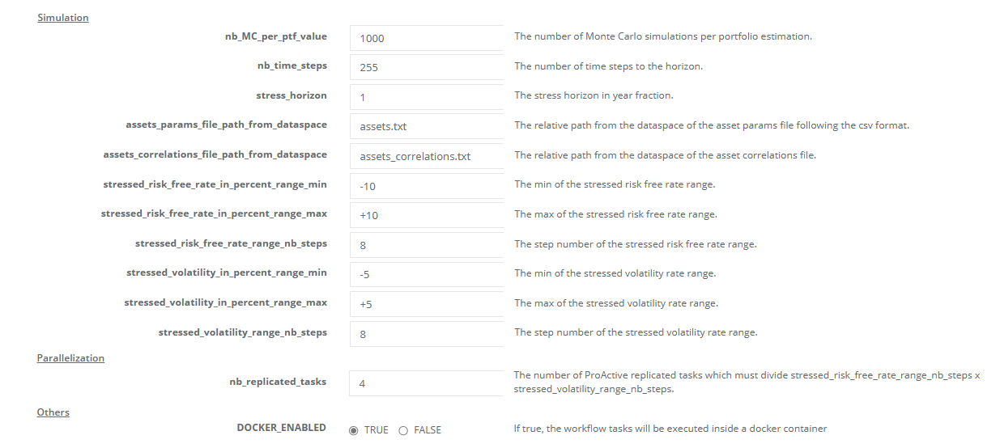 Simulation
nb_MC_per_ptf_value 1000 The number of Monte Carlo simulations per portfolio estimation.
nb_time_steps 255 The number of time steps to the horizon.
stress_horizon 1 The stress horizon in year fraction.
assets_params_file_path_from_dataspace assets.txt The relative path from the dataspace of the asset params file following the csv format.
assets_correlations_file_path_from_dataspace assets_correlations.txt The relative path from the dataspace of the asset correlations file.
stressed_risk_free_rate_in_percent_range_min -10 The min of the stressed risk free rate range.
stressed_risk_free_rate_in_percent_range_max +10 The max of the stressed risk free rate range.
stressed_risk_free_rate_range_nb_steps 8 The step number of the stressed risk free rate range.
stressed_volatility_in_percent_range_min -5 The min of the stressed volatility rate range.
stressed_volatility_in_percent_range_max +5 The max of the stressed volatility rate range.
stressed_volatility_range_nb_steps 8 The step number of the stressed volatility rate range.
Parallelization
nb_replicated_tasks 4 The number of ProActive replicated tasks which must divide stressed_risk_free_rate_range_nb_steps x
stressed_volatility_range_nb_steps.
Others
DOCKER_ENABLED TRUE FALSE If true, the workflow tasks will be executed inside a docker container